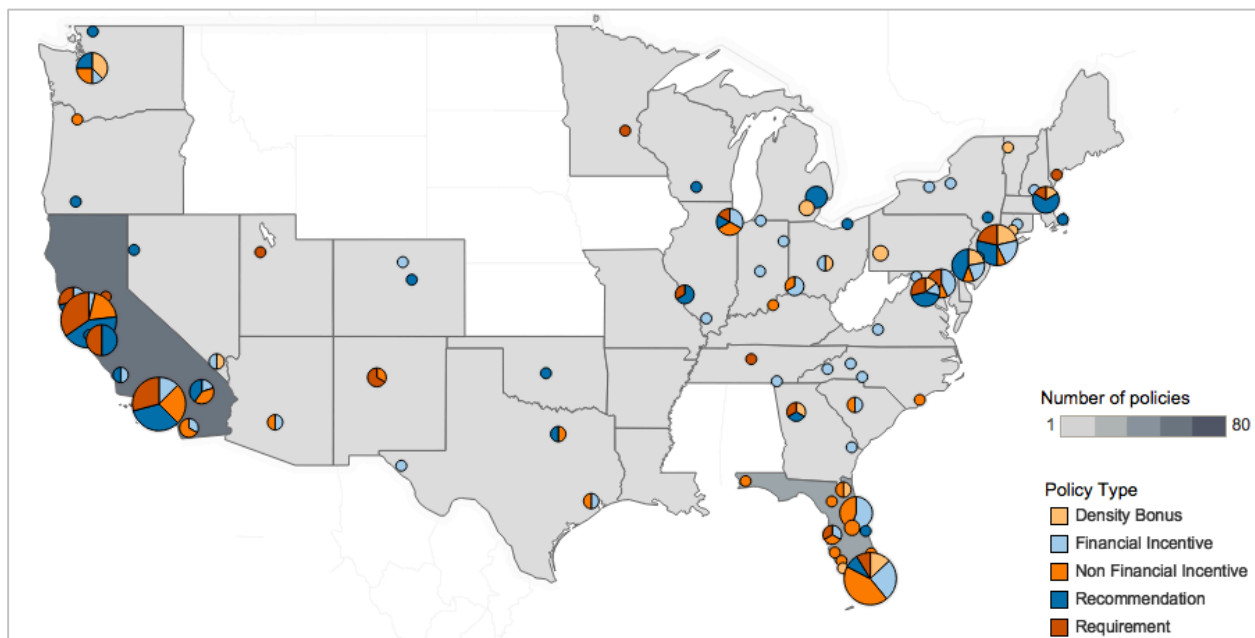 Number of policies
1 80
Policy Type
Density Bonus
Financial Incentive
Non Financial Incentive
Recommendation
Requirement